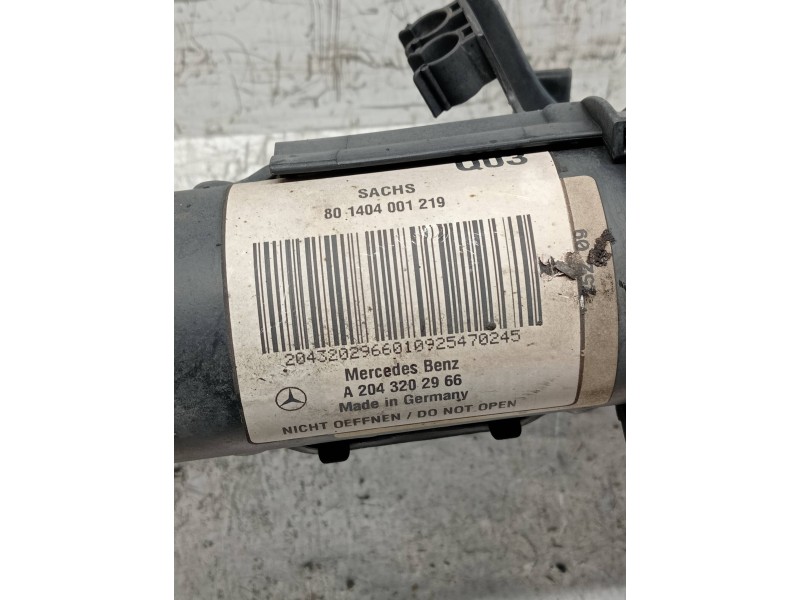 Q03
SACHS
80 1404 001 219
2043202966010925470245
Mercedes Benz
A 204 320 29 66
Made in Germany
NICHT OEFFNEN / DO NOT OPEN